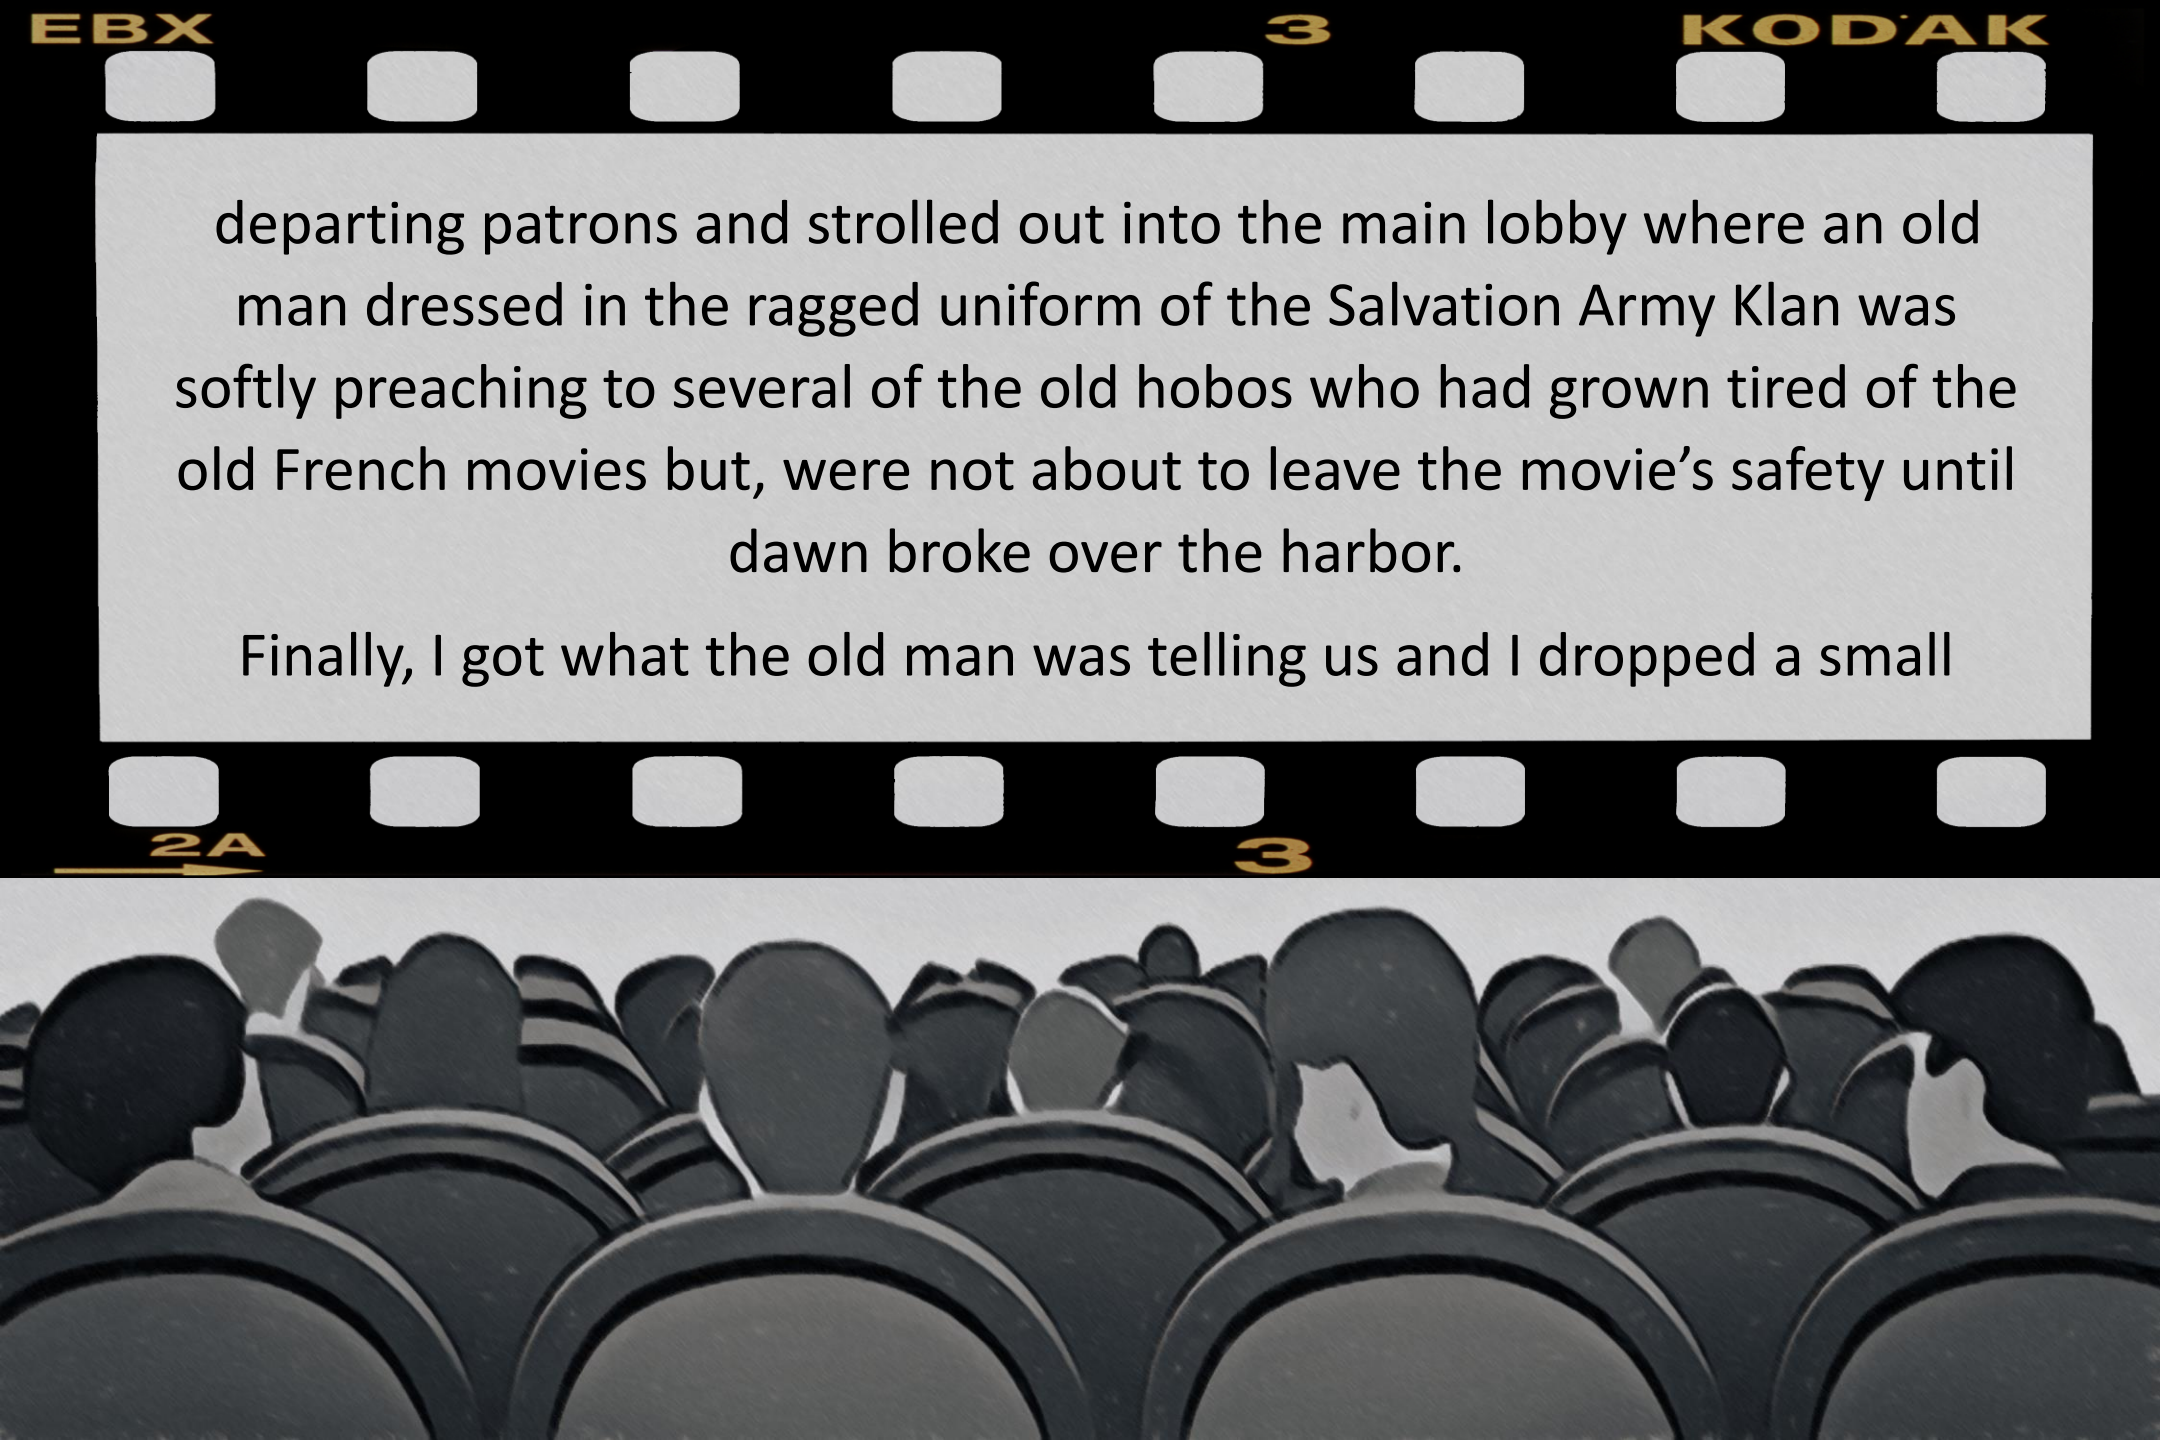 EBX 3 KODAK
departing patrons and strolled out into the main lobby where an old
man dressed in the ragged uniform of the Salvation Army Klan was
softly preaching to several of the old hobos who had grown tired of the
old French movies but, were not about to leave the movie’s safety until
dawn broke over the harbor.
Finally, I got what the old man was telling us and I dropped a small
2A 3